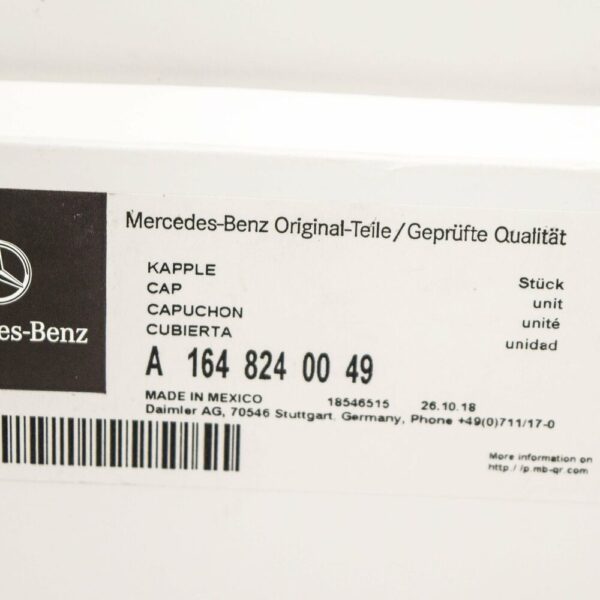 Mercedes-Benz Original-Teile/Geprüfte Qualität
KAPPLE
CAP
CAPUCHON
CUBIERTA
Stück
unit
unité
unidad
es-Benz
A 164 824 00 49
MADE IN MEXICO 18546515 26.10.18
Daimler AG, 70546 Stuttgart. Germany, Phone +49(0)711/17-0
More information on
http://p.mb-qr.com